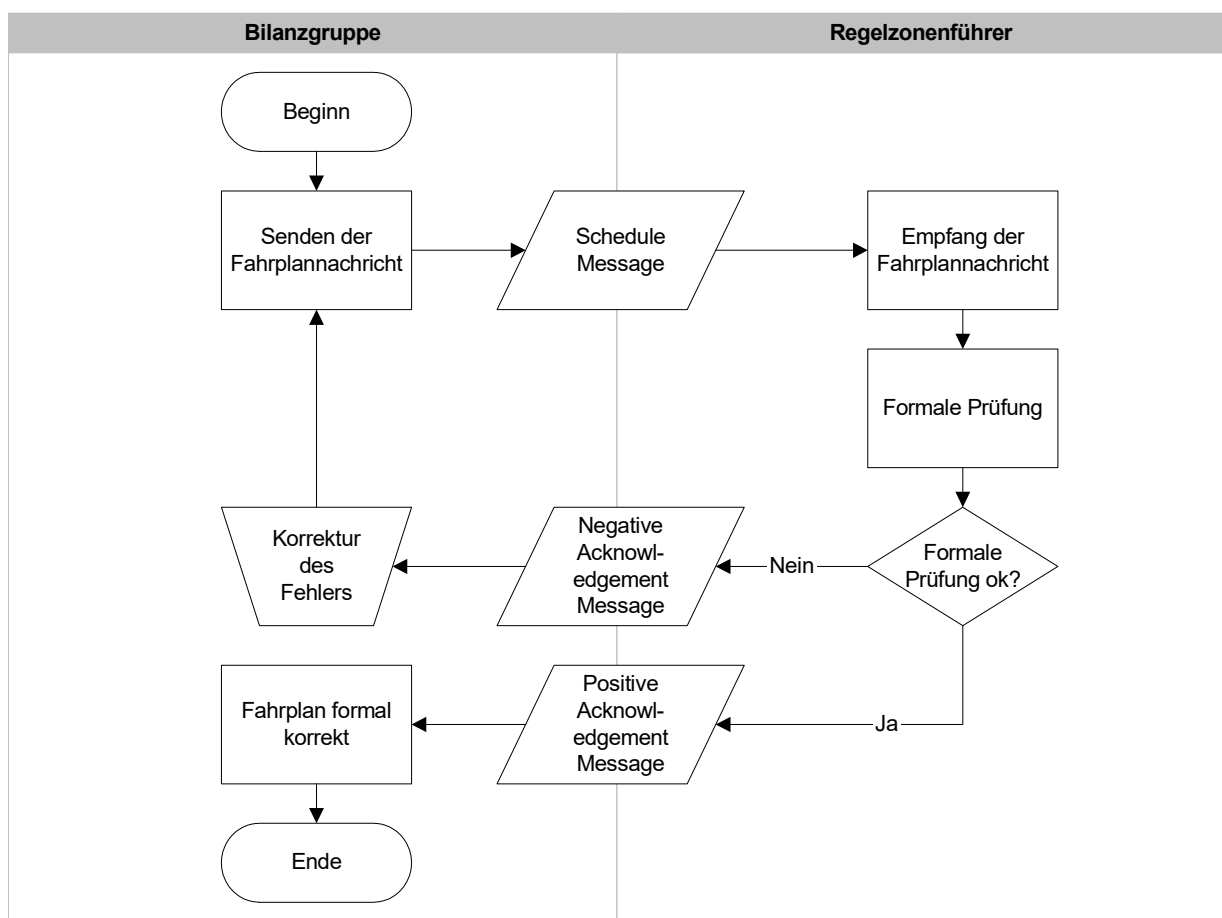 Bilanzgruppe
Regelzonenführer
Beginn
Senden der
Fahrplannachricht
Schedule
Message
Empfang der
Fahrplannachricht
Formale Prüfung
Korrektur
des
Fehlers
Negative
Acknowl-
edgement
Message
Nein
Formale
Prüfung ok?
Fahrplan formal
korrekt
Positive
Acknowl-
edgement
Message
Ja
Ende